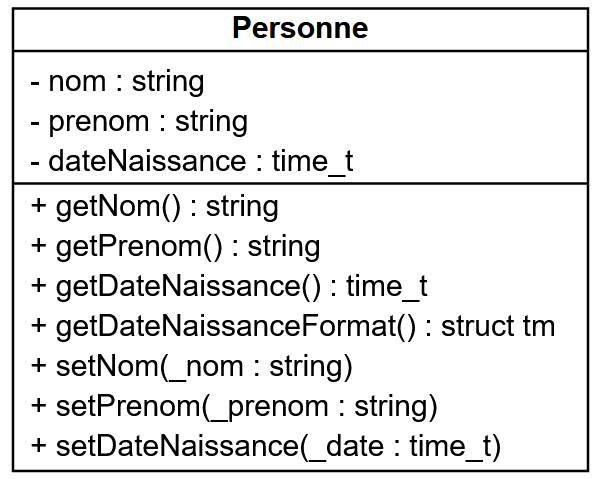 Personne
- nom : string
- prenom : string
- dateNaissance : time_t
+ getNom() : string
+ getPrenom() : string
+ getDateNaissance() : time_t
+ getDateNaissanceFormat() : struct tm
+ setNom(_nom : string)
+ setPrenom(_prenom : string)
+ setDateNaissance(_date : time_t)